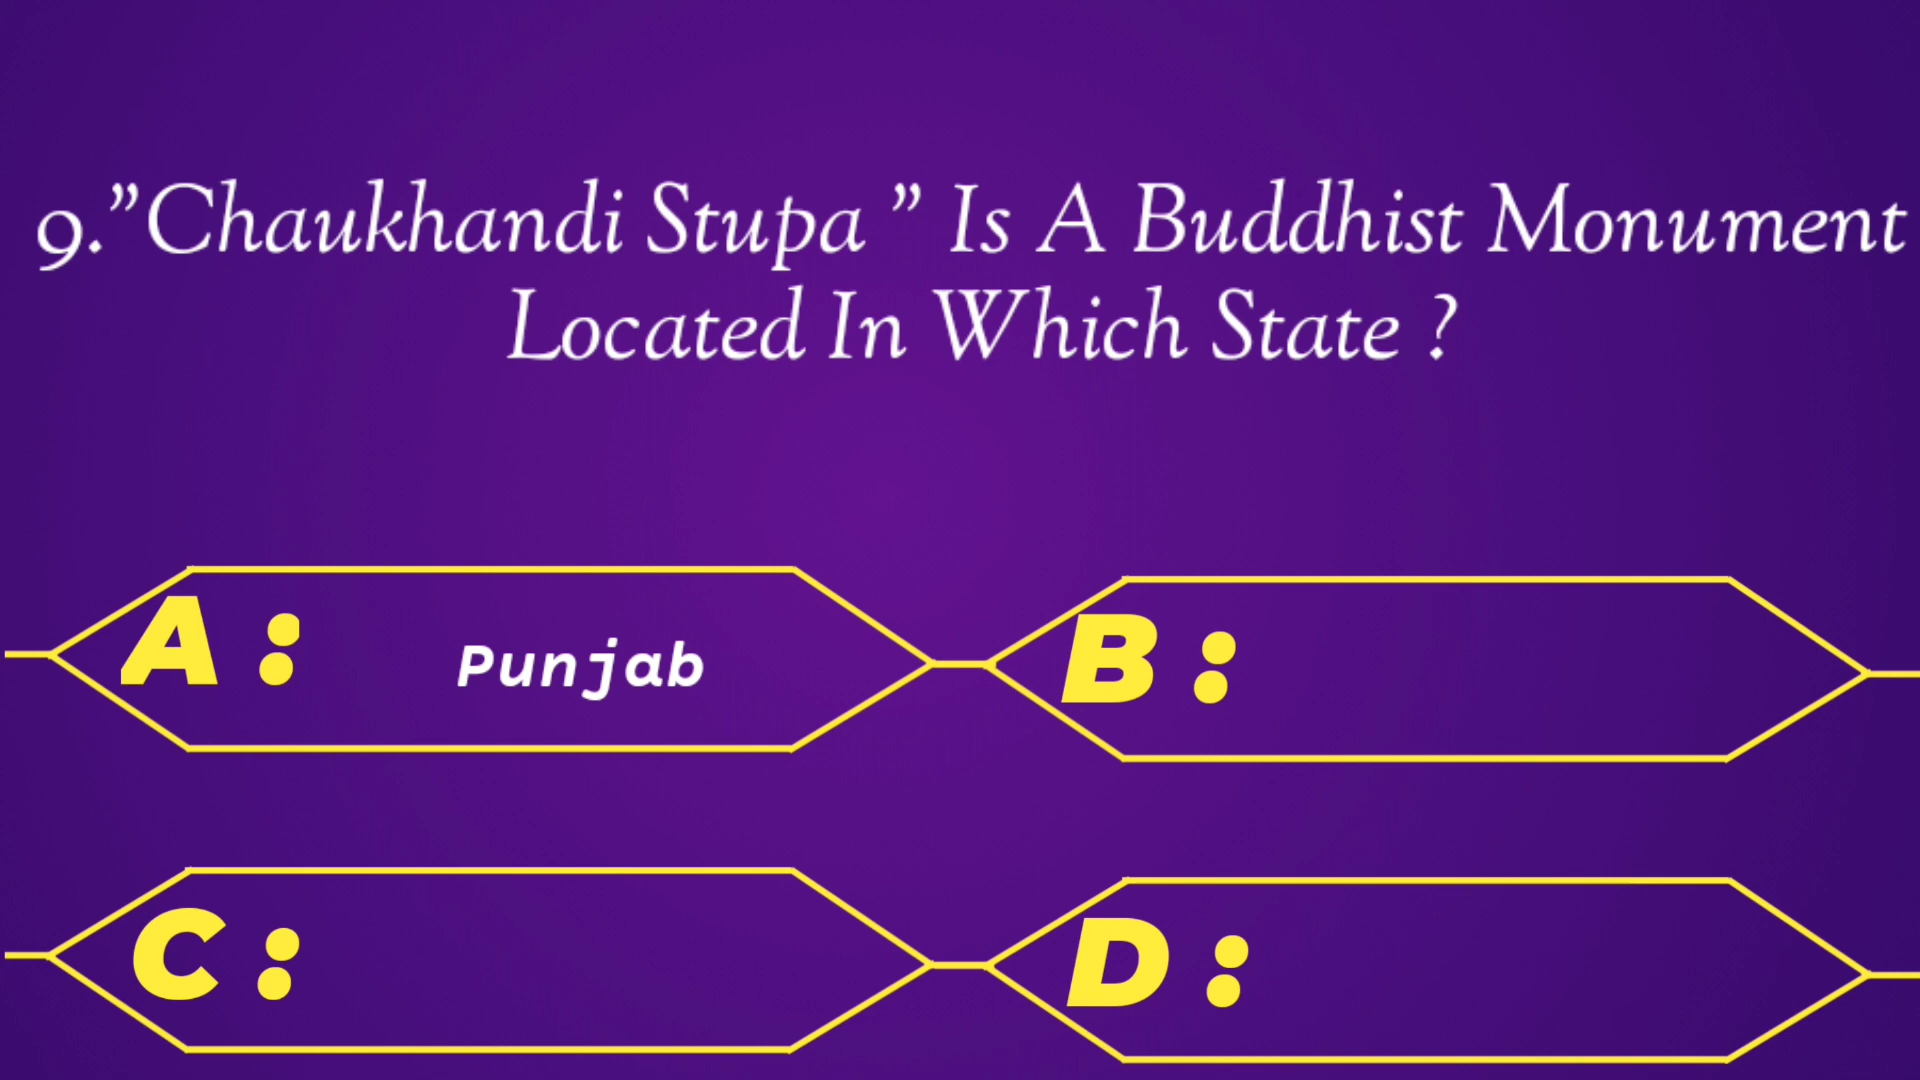 9.”Chaukhandi Stupa ” Is A Buddhist Monument
Located In Which State ?
A : Punjab
B :
C :
D :